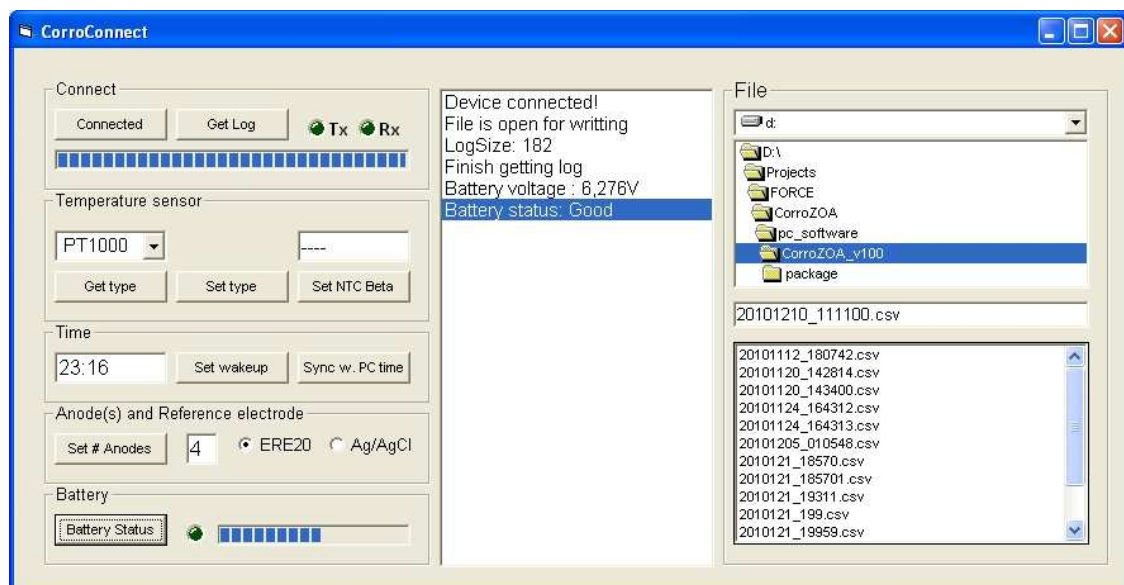 CorroConnect
Connect
Connected
Get Log
Tx
Rx
Temperature sensor
PT1000
----
Get type
Set type
Set NTC Beta
Time
23:16
Set wakeup
Sync w. PC time
Anode(s) and Reference electrode
Set # Anodes
4
ERE20
Ag/AgCl
Battery
Battery Status
Device connected!
File is open for writting
LogSize: 182
Finish getting log
Battery voltage : 6,276V
Battery status: Good
File
d:
D:\
Projects
FORCE
CorroZOA
pc_software
CorroZOA_v100
package
20101210_111100.csv
20101112_180742.csv
20101120_142814.csv
20101120_143400.csv
20101124_164312.csv
20101124_164313.csv
20101205_010548.csv
2010121_18570.csv
2010121_185701.csv
2010121_19311.csv
2010121_199.csv
2010121_19959.csv